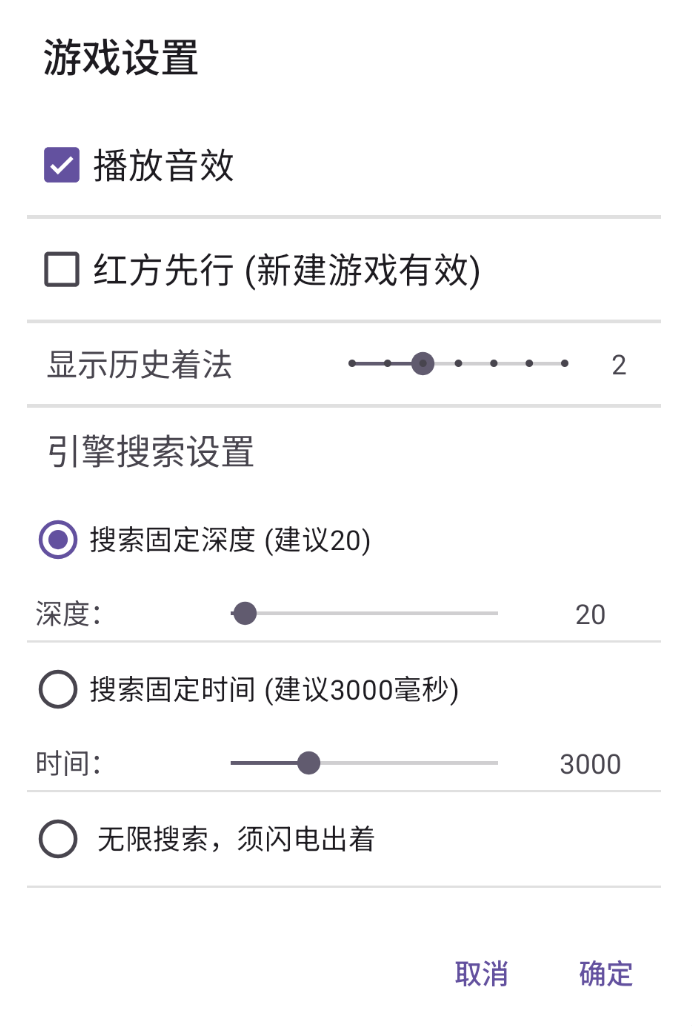 游戏设置
播放音效
红方先行 (新建游戏有效)
显示历史着法 2
引擎搜索设置
搜索固定深度 (建议20)
深度： 20
搜索固定时间 (建议3000毫秒)
时间： 3000
无限搜索，须闪电出着
取消 确定